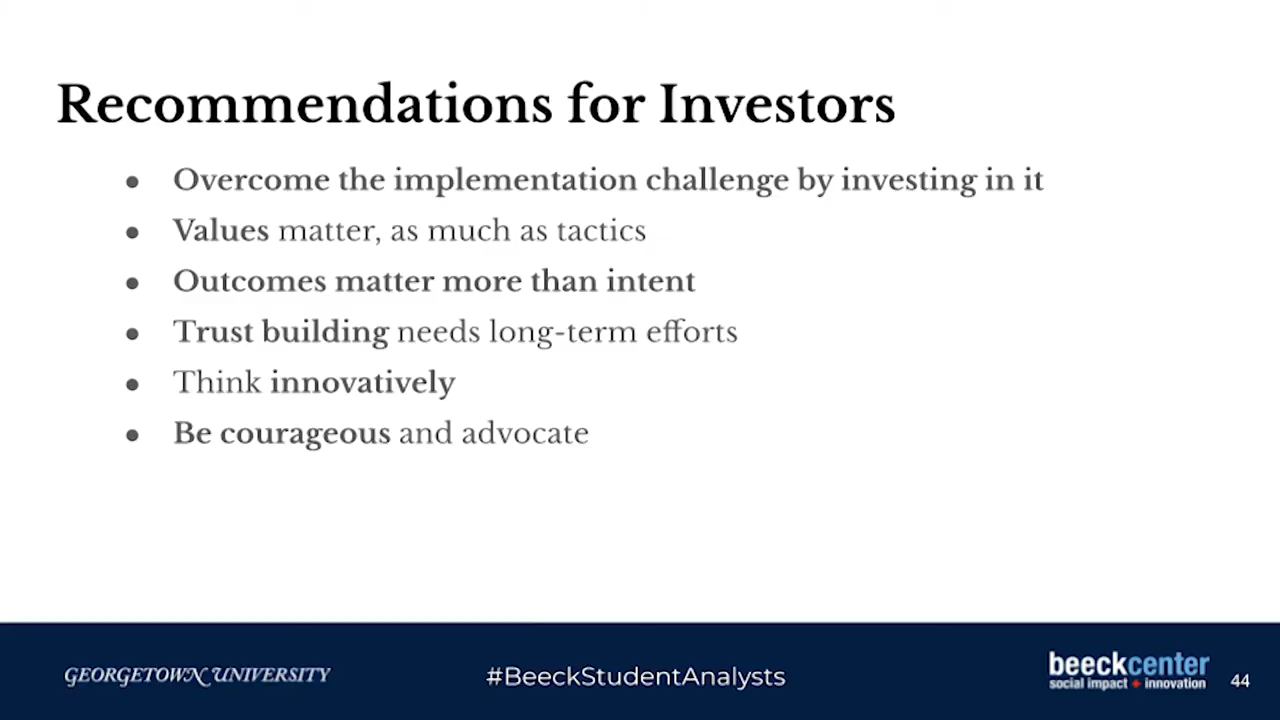 Recommendations for Investors
● Overcome the implementation challenge by investing in it
● Values matter, as much as tactics
● Outcomes matter more than intent
● Trust building needs long-term efforts
● Think innovatively
● Be courageous and advocate
GEORGETOWN UNIVERSITY
#BeeckStudentAnalysts
beeckcenter
social impact + innovation
44